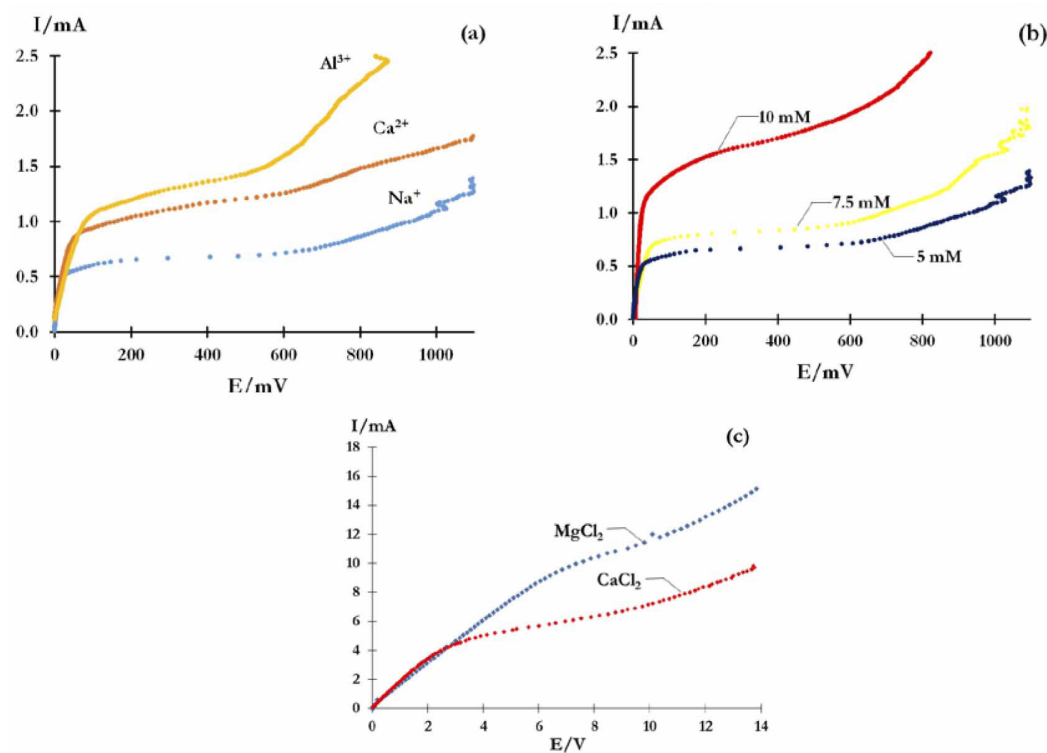 I/mA
(a)
2.5
2.0
1.5
1.0
0.5
0.0
Al³⁺
Ca²⁺
Na⁺
0 200 400 600 800 1000
E/mV
I/mA
(b)
2.5
2.0
1.5
1.0
0.5
0.0
10 mM
7.5 mM
5 mM
0 200 400 600 800 1000
E/mV
I/mA
(c)
18
16
14
12
10
8
6
4
2
0
MgCl₂
CaCl₂
0 2 4 6 8 10 12 14
E/V